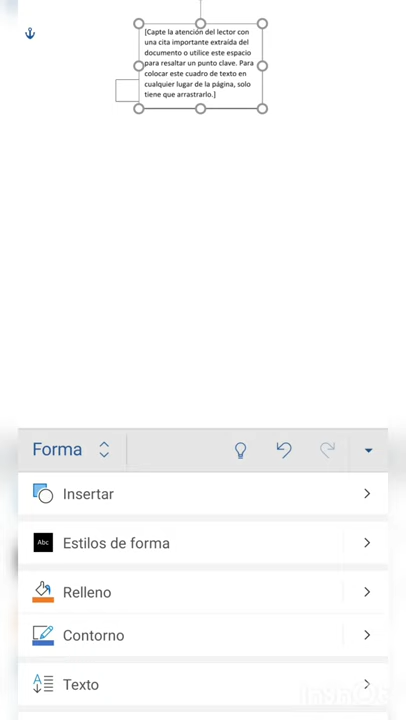 [Capte la atención del lector con
una cita importante extraída del
documento o utilice este espacio
para resaltar un punto clave. Para
colocar este cuadro de texto en
cualquier lugar de la página, solo
tiene que arrastrarlo.]
Forma
Insertar
Abc Estilos de forma
Relleno
Contorno
A Texto